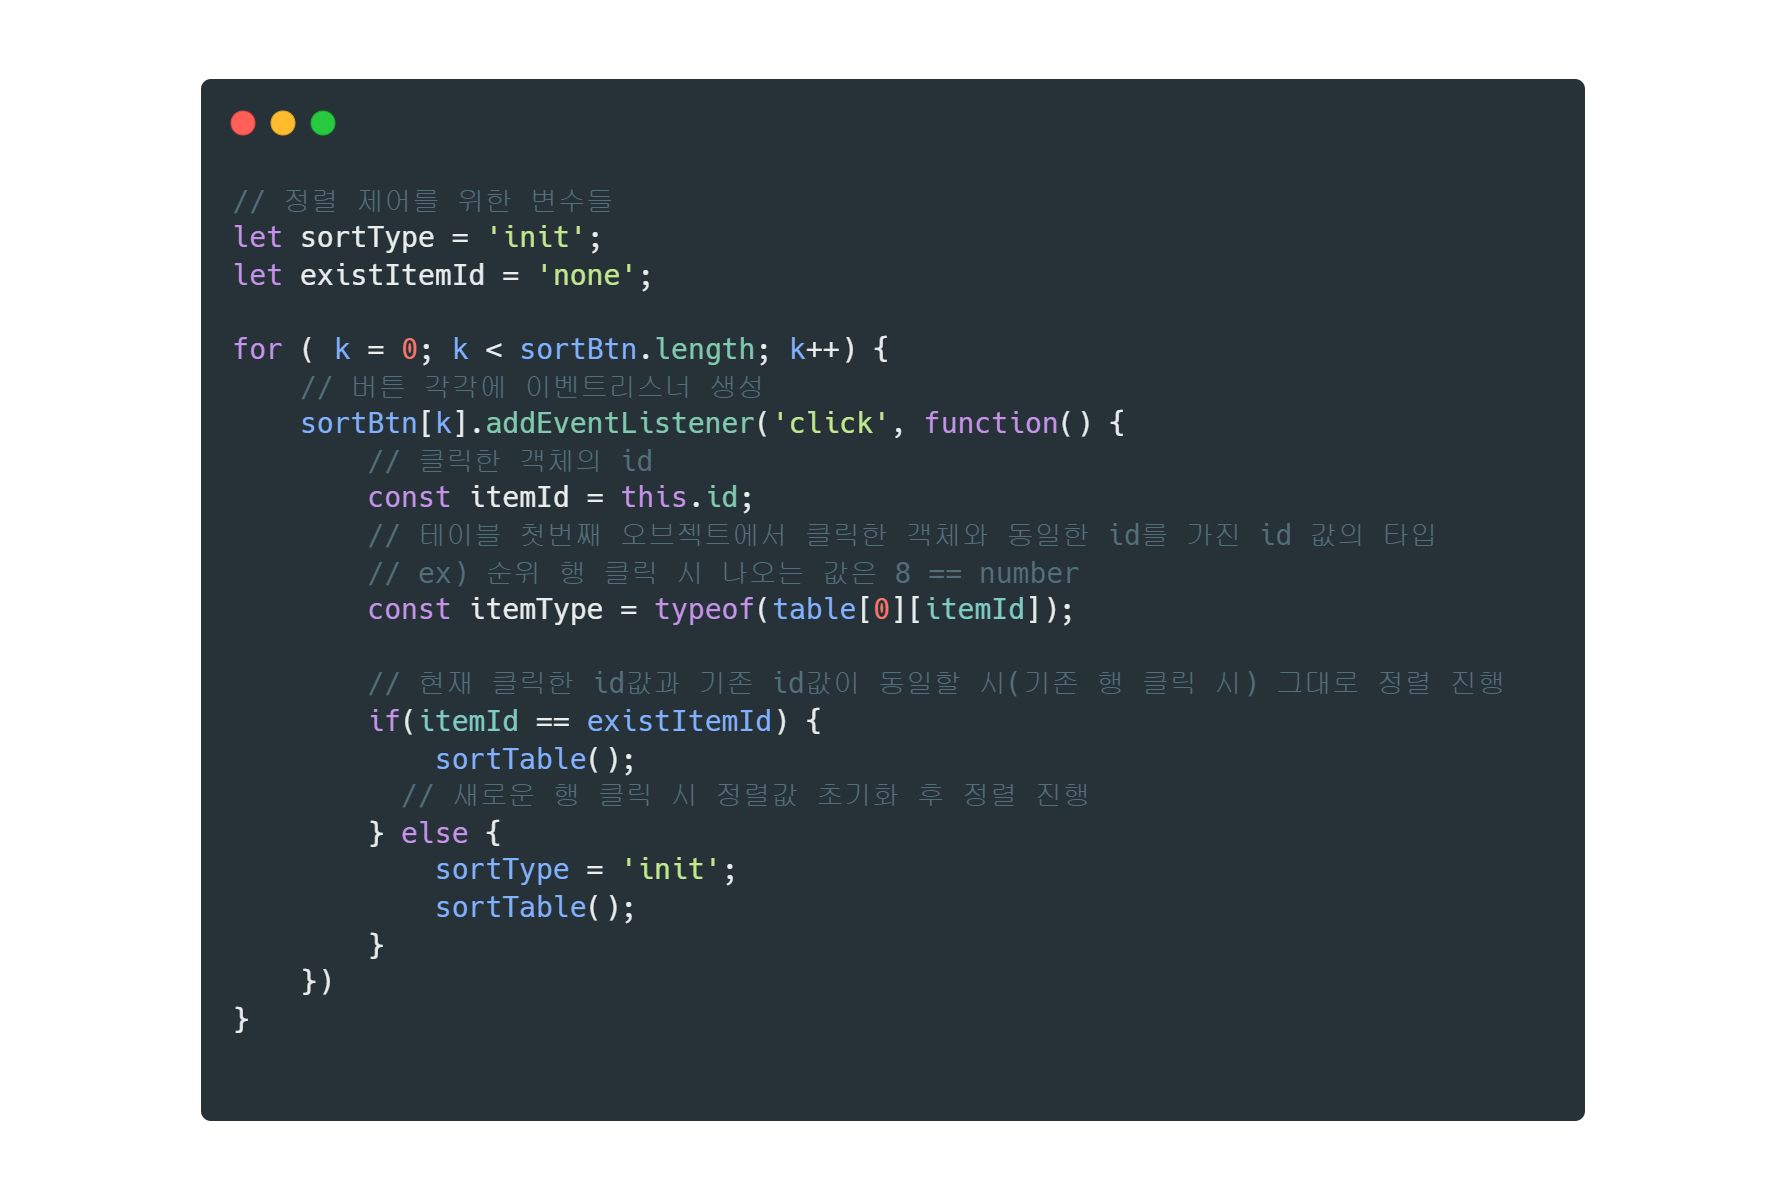 // 정렬 제어를 위한 변수들
let sortType = 'init';
let existItemId = 'none';
for ( k = 0; k < sortBtn.length; k++) {
// 버튼 각각에 이벤트리스너 생성
sortBtn[k].addEventListener('click', function() {
// 클릭한 객체의 id
const itemId = this.id;
// 테이블 첫번째 오브젝트에서 클릭한 객체와 동일한 id를 가진 id 값의 타입
// ex) 순위 행 클릭 시 나오는 값은 8 == number
const itemType = typeof(table[0][itemId]);
// 현재 클릭한 id값과 기존 id값이 동일할 시(기존 행 클릭 시) 그대로 정렬 진행
if(itemId == existItemId) {
sortTable();
// 새로운 행 클릭 시 정렬값 초기화 후 정렬 진행
} else {
sortType = 'init';
sortTable();
}
})
}